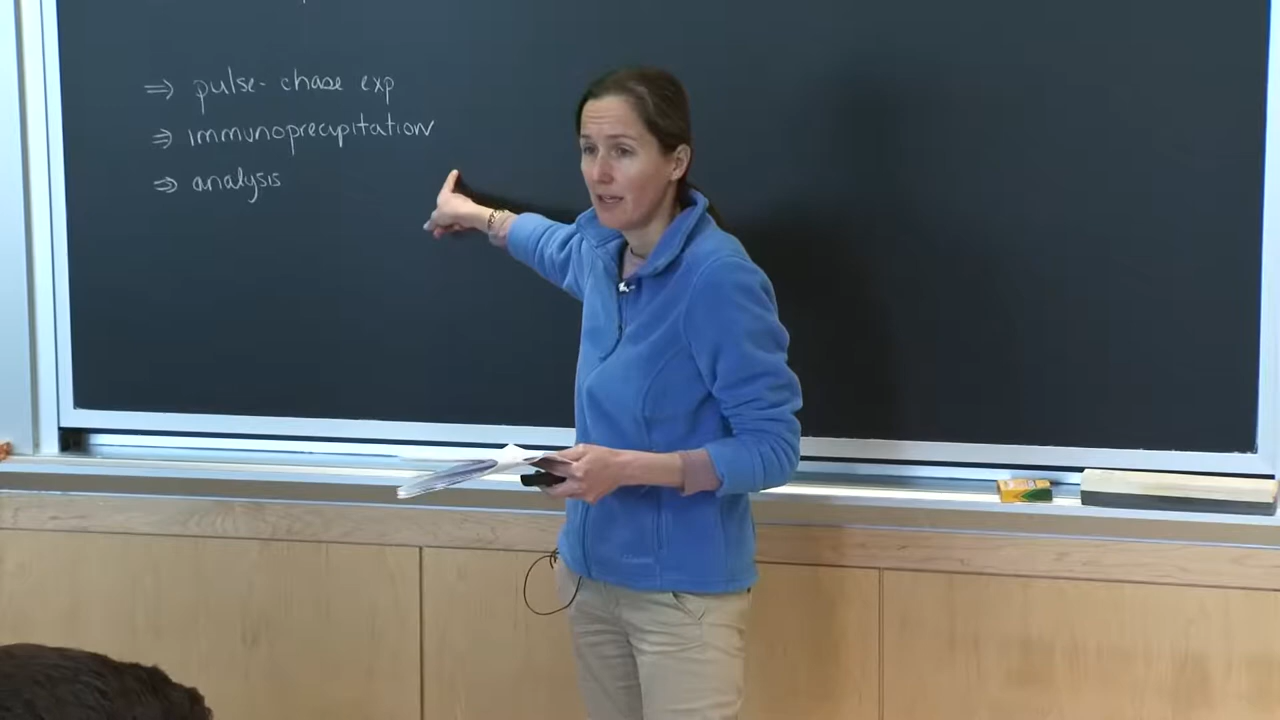 ⇒ pulse-chase exp
⇒ immunoprecipitation
⇒ analysis